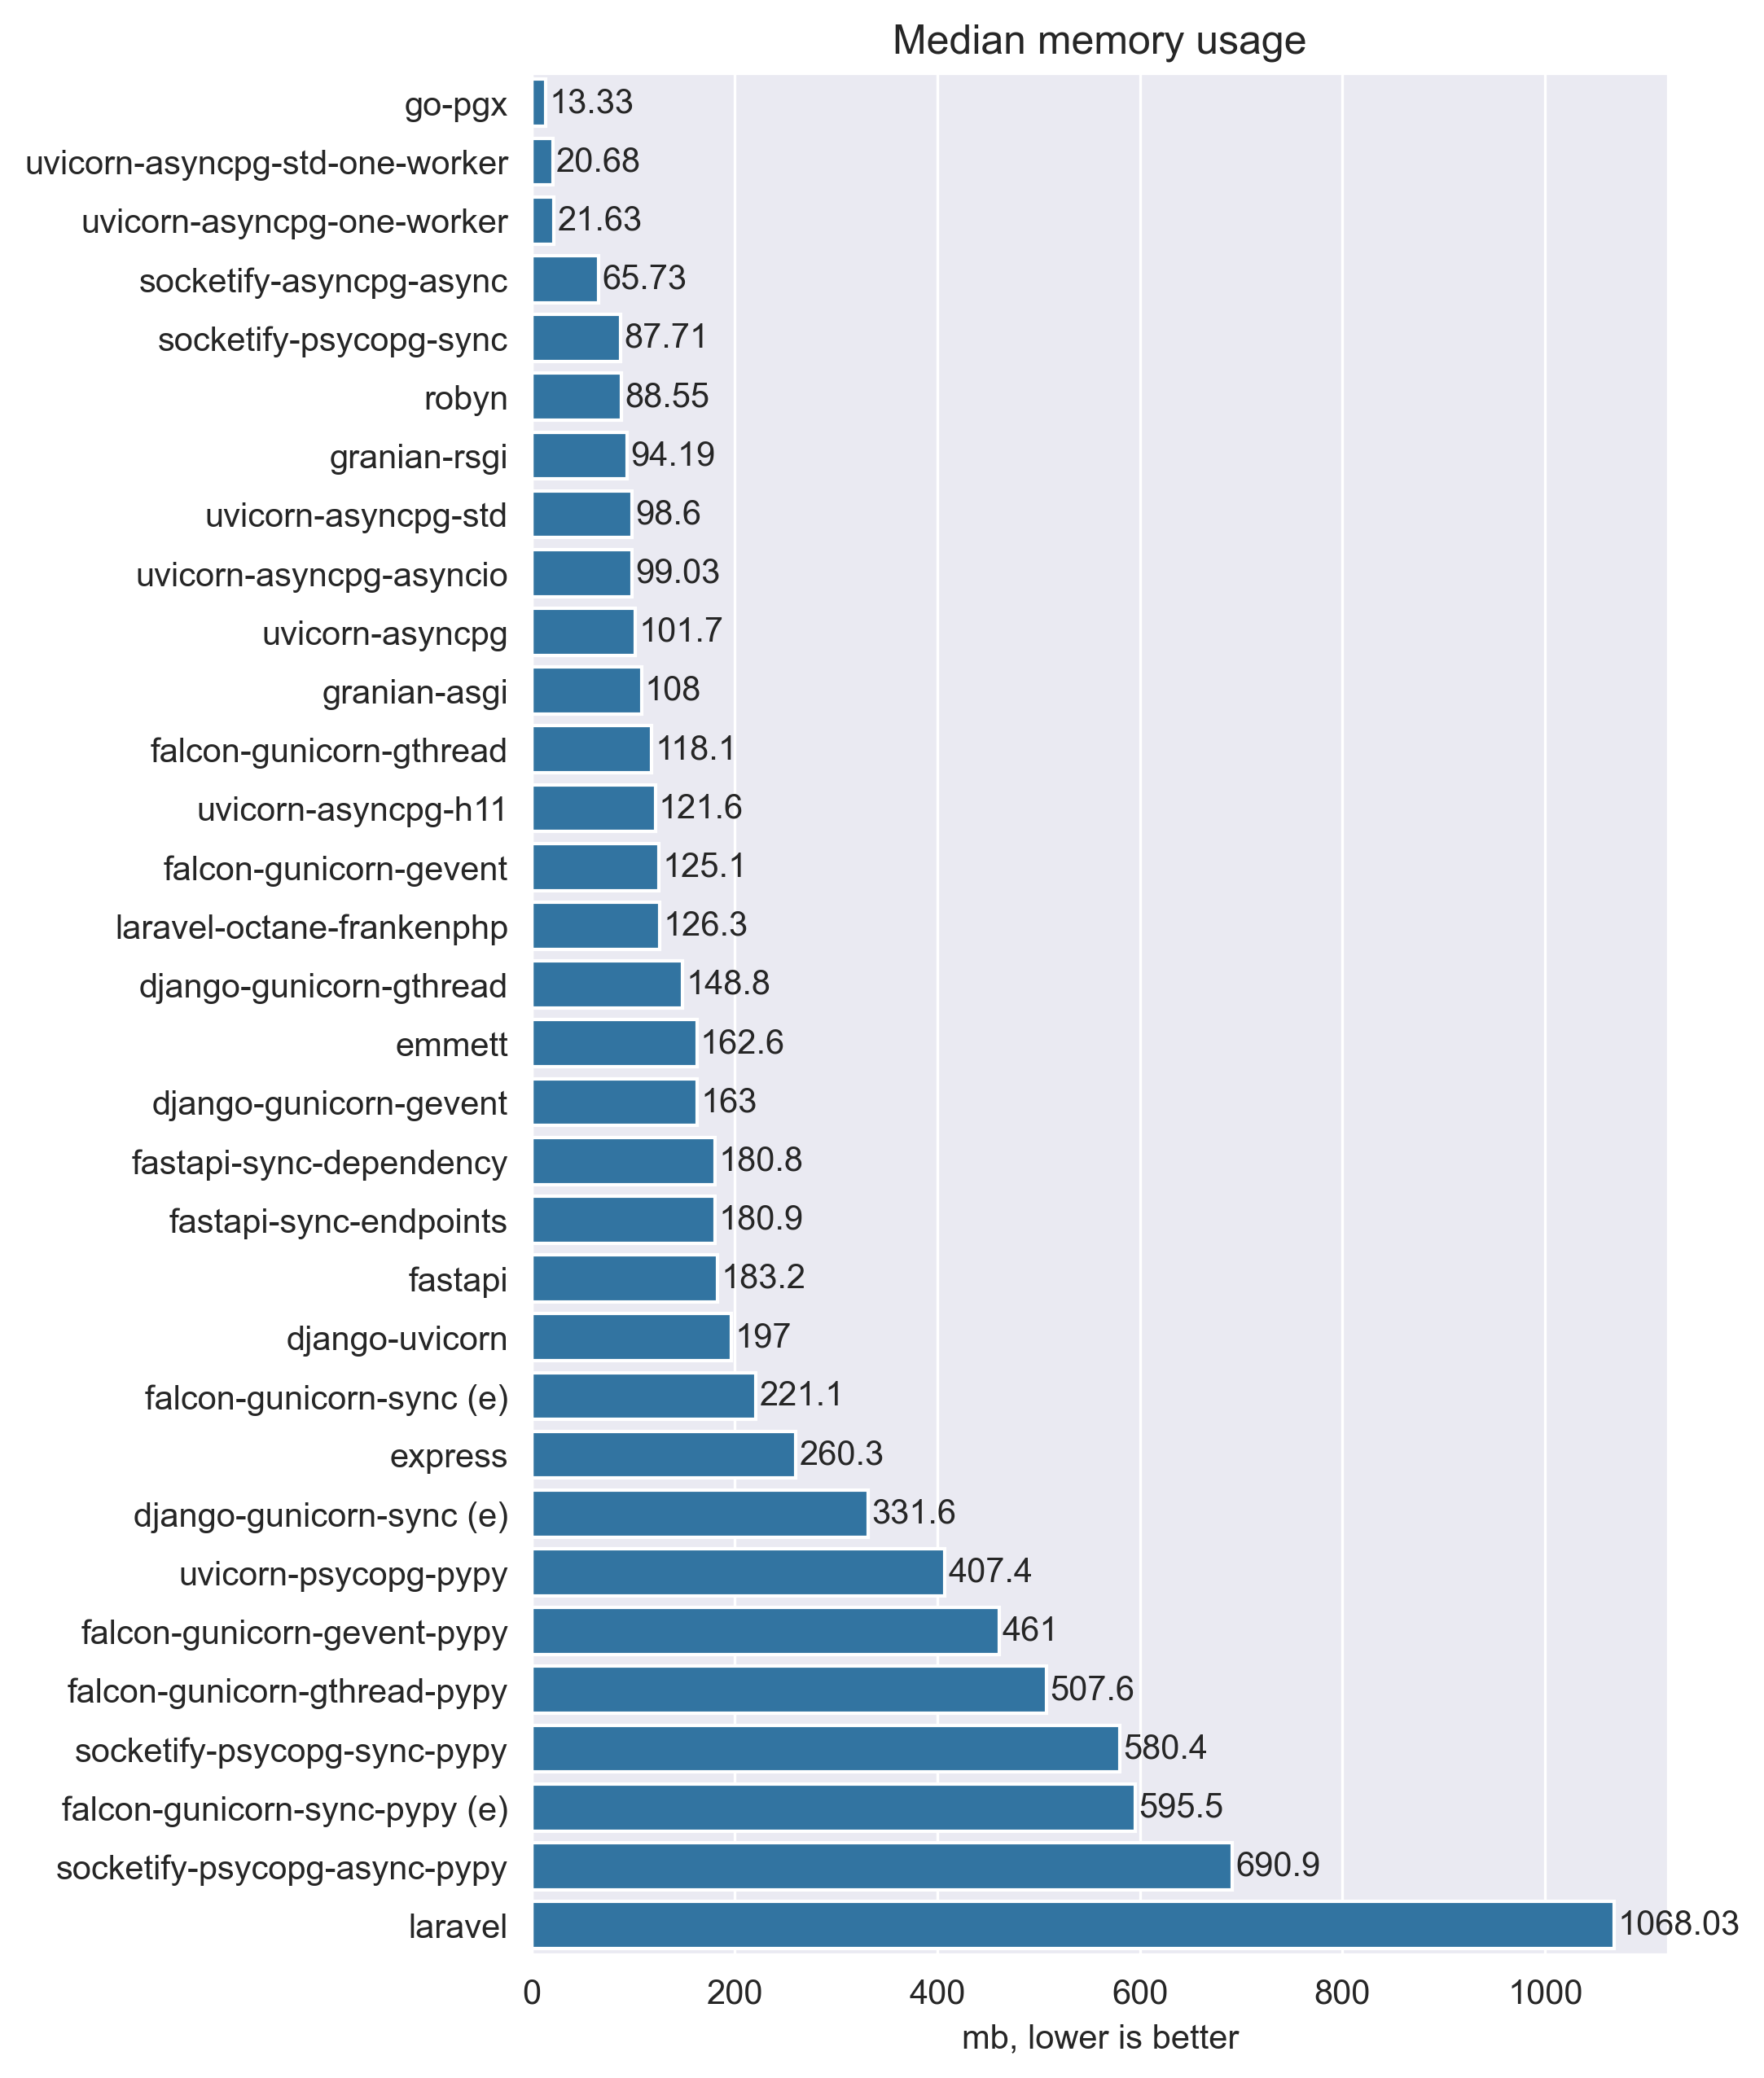 Median memory usage
go-pgx 13.33
uvicorn-asyncpg-std-one-worker 20.68
uvicorn-asyncpg-one-worker 21.63
socketify-asyncpg-async 65.73
socketify-psycopg-sync 87.71
robyn 88.55
granian-rsgi 94.19
uvicorn-asyncpg-std 98.6
uvicorn-asyncpg-asyncio 99.03
uvicorn-asyncpg 101.7
granian-asgi 108
falcon-gunicorn-gthread 118.1
uvicorn-asyncpg-h11 121.6
falcon-gunicorn-gevent 125.1
laravel-octane-frankenphp 126.3
django-gunicorn-gthread 148.8
emmett 162.6
django-gunicorn-gevent 163
fastapi-sync-dependency 180.8
fastapi-sync-endpoints 180.9
fastapi 183.2
django-uvicorn 197
falcon-gunicorn-sync (e) 221.1
express 260.3
django-gunicorn-sync (e) 331.6
uvicorn-psycopg-pypy 407.4
falcon-gunicorn-gevent-pypy 461
falcon-gunicorn-gthread-pypy 507.6
socketify-psycopg-sync-pypy 580.4
falcon-gunicorn-sync-pypy (e) 595.5
socketify-psycopg-async-pypy 690.9
laravel 1068.03
0 200 400 600 800 1000
mb, lower is better